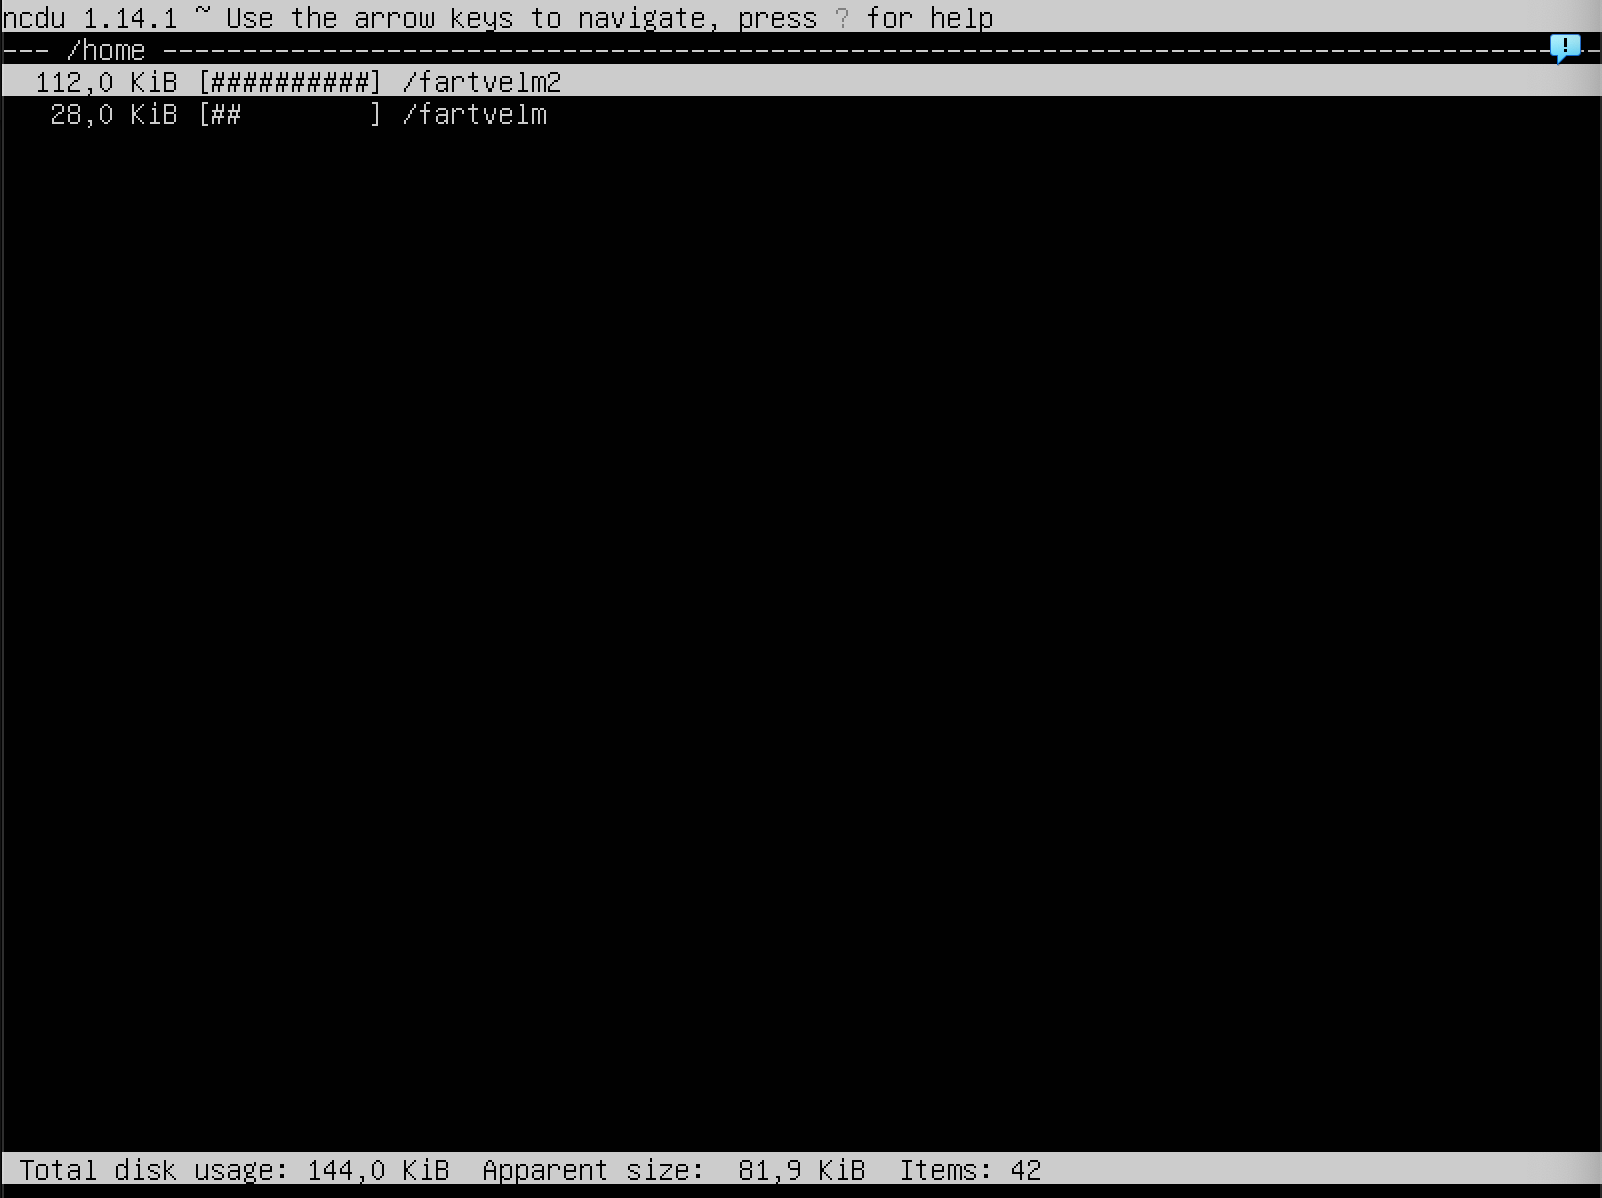 ncdu 1.14.1 ~ Use the arrow keys to navigate, press ? for help
--- /home ------------------------------------------------------------------------------------------
112,0 KiB [##########] /fartvelm2
28,0 KiB [##        ] /fartvelm
Total disk usage: 144,0 KiB  Apparent size:  81,9 KiB  Items: 42